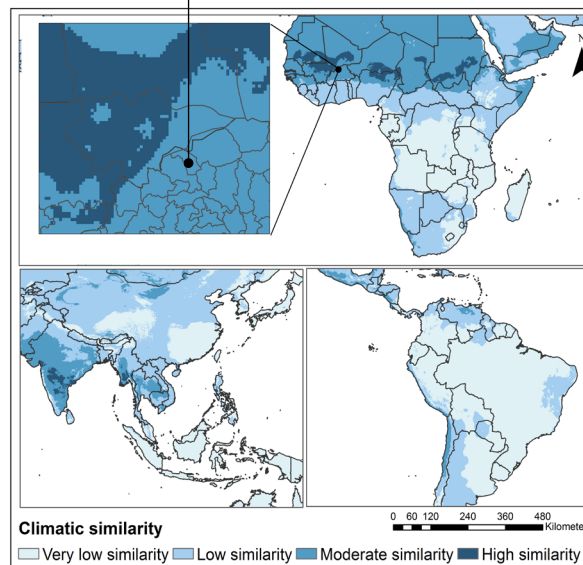 N
Climatic similarity
0 60 120 240 360 480
Kilomete
Very low similarity Low similarity Moderate similarity High similarity